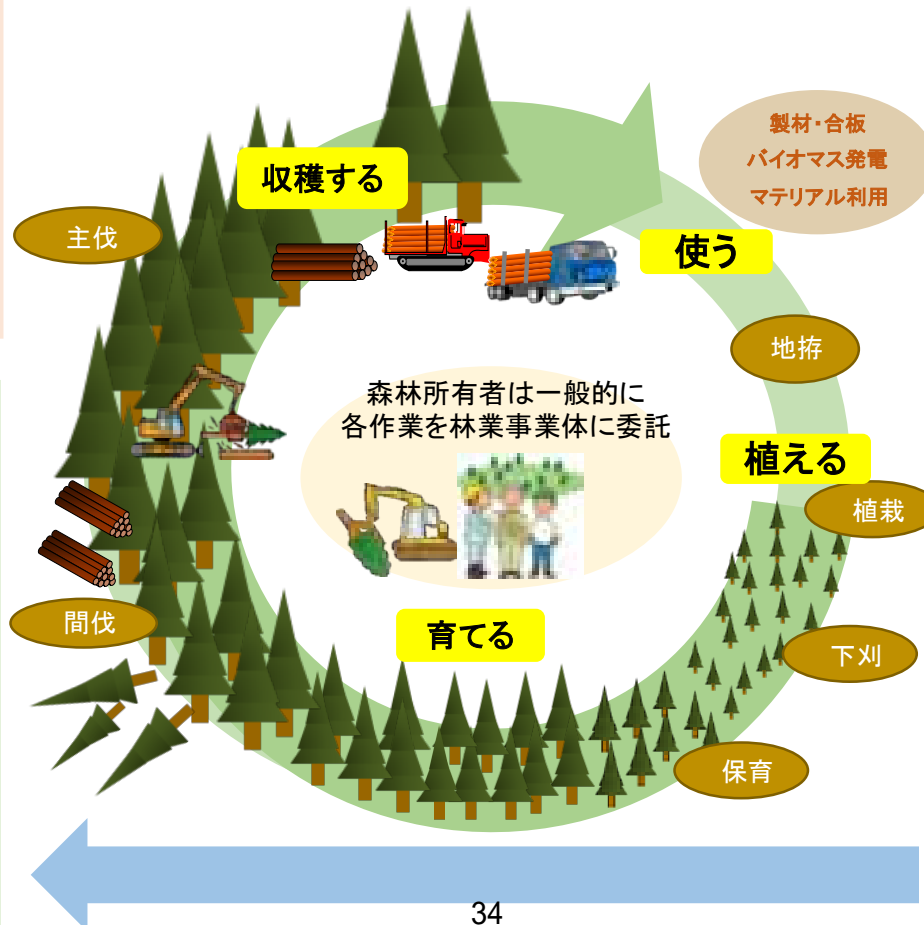 収穫する
製材・合板
バイオマス発電
マテリアル利用
主伐
使う
地拵
森林所有者は一般的に
各作業を林業事業体に委託
植える
植栽
間伐
育てる
下刈
保育
34